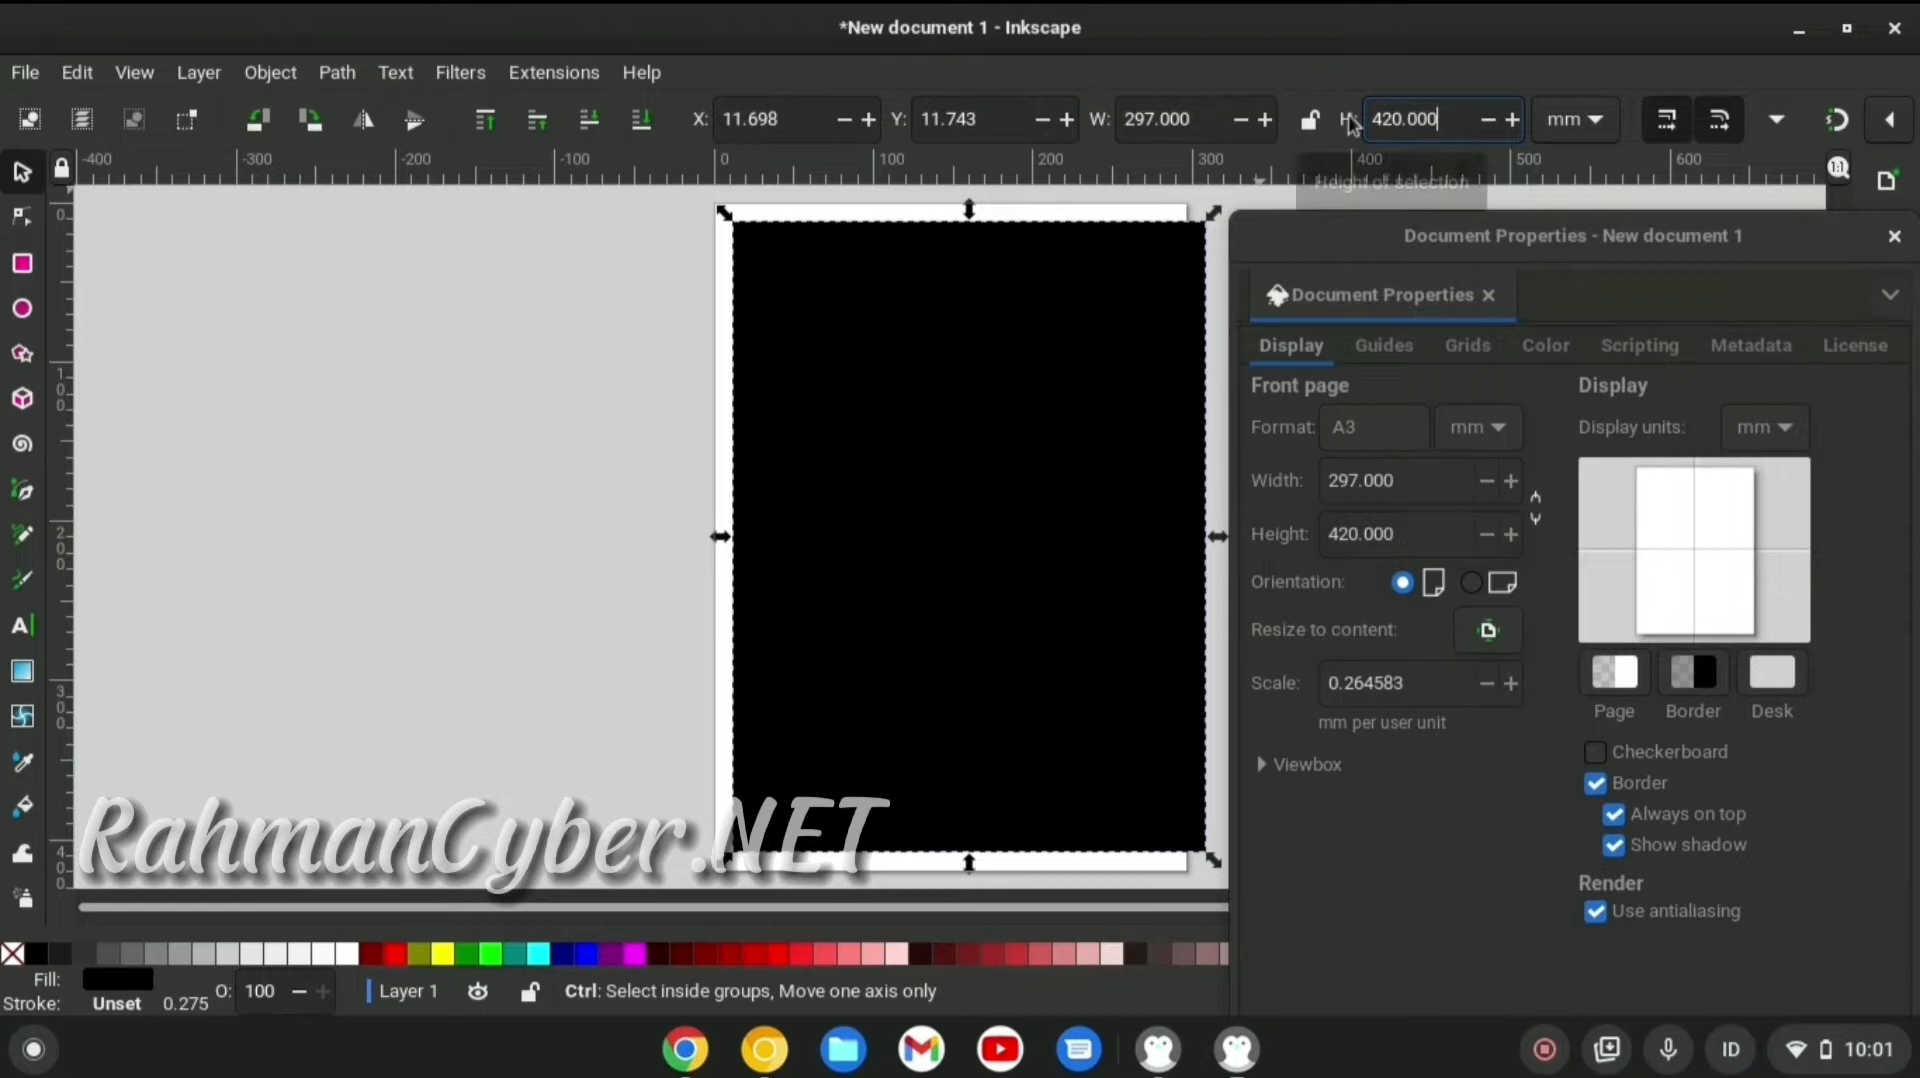 *New document 1 - Inkscape
File Edit View Layer Object Path Text Filters Extensions Help
X: 11.698 Y: 11.743 W: 297.000 H: 420.000 mm
-400 -300 -200 -100 0 100 200 300 400 500 600
Height of selection
Document Properties - New document 1
Document Properties
Display Guides Grids Color Scripting Metadata License
Front page
Format: A3 mm
Width: 297.000
Height: 420.000
Orientation:
Resize to content:
Scale: 0.264583
mm per user unit
Viewbox
Display
Display units: mm
Page Border Desk
Checkerboard
Border
Always on top
Show shadow
Render
Use antialiasing
0
100
200
300
400
RahmanCyber.NET
Fill:
Stroke: Unset 0.275 O: 100
Layer 1
Ctrl: Select inside groups, Move one axis only
ID 10:01